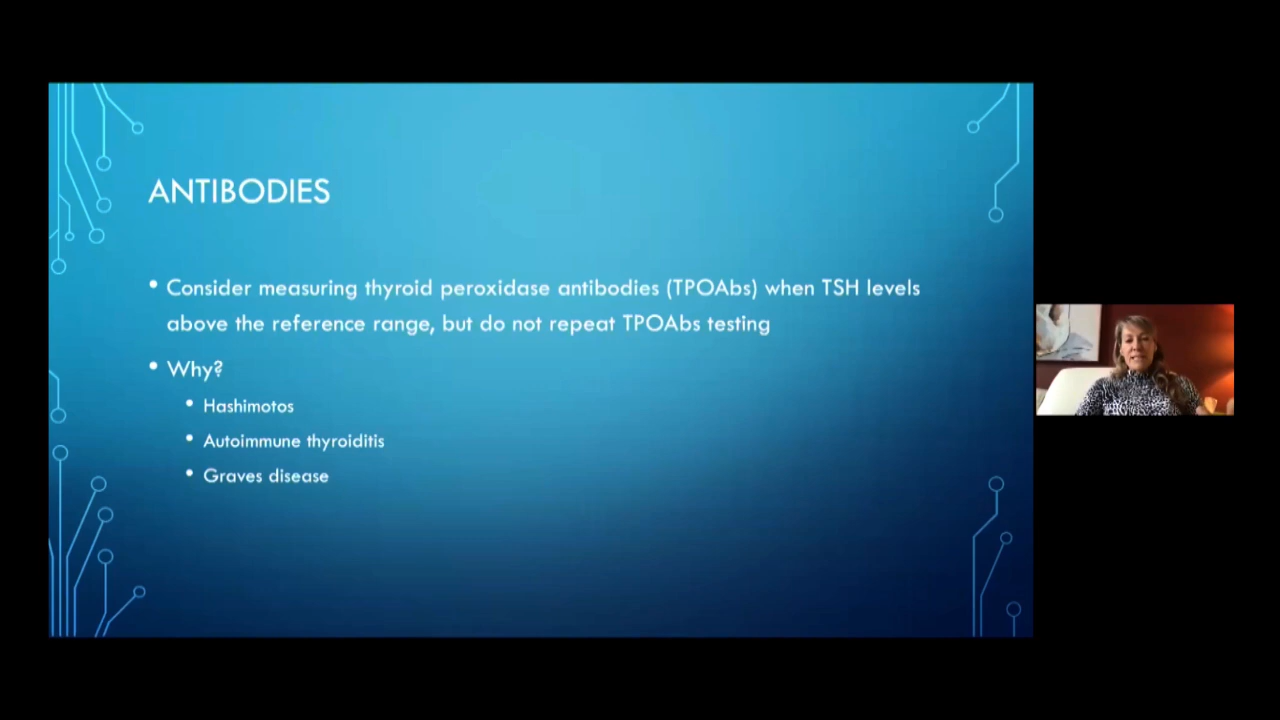 ANTIBODIES
• Consider measuring thyroid peroxidase antibodies (TPOAbs) when TSH levels
above the reference range, but do not repeat TPOAbs testing
• Why?
• Hashimotos
• Autoimmune thyroiditis
• Graves disease